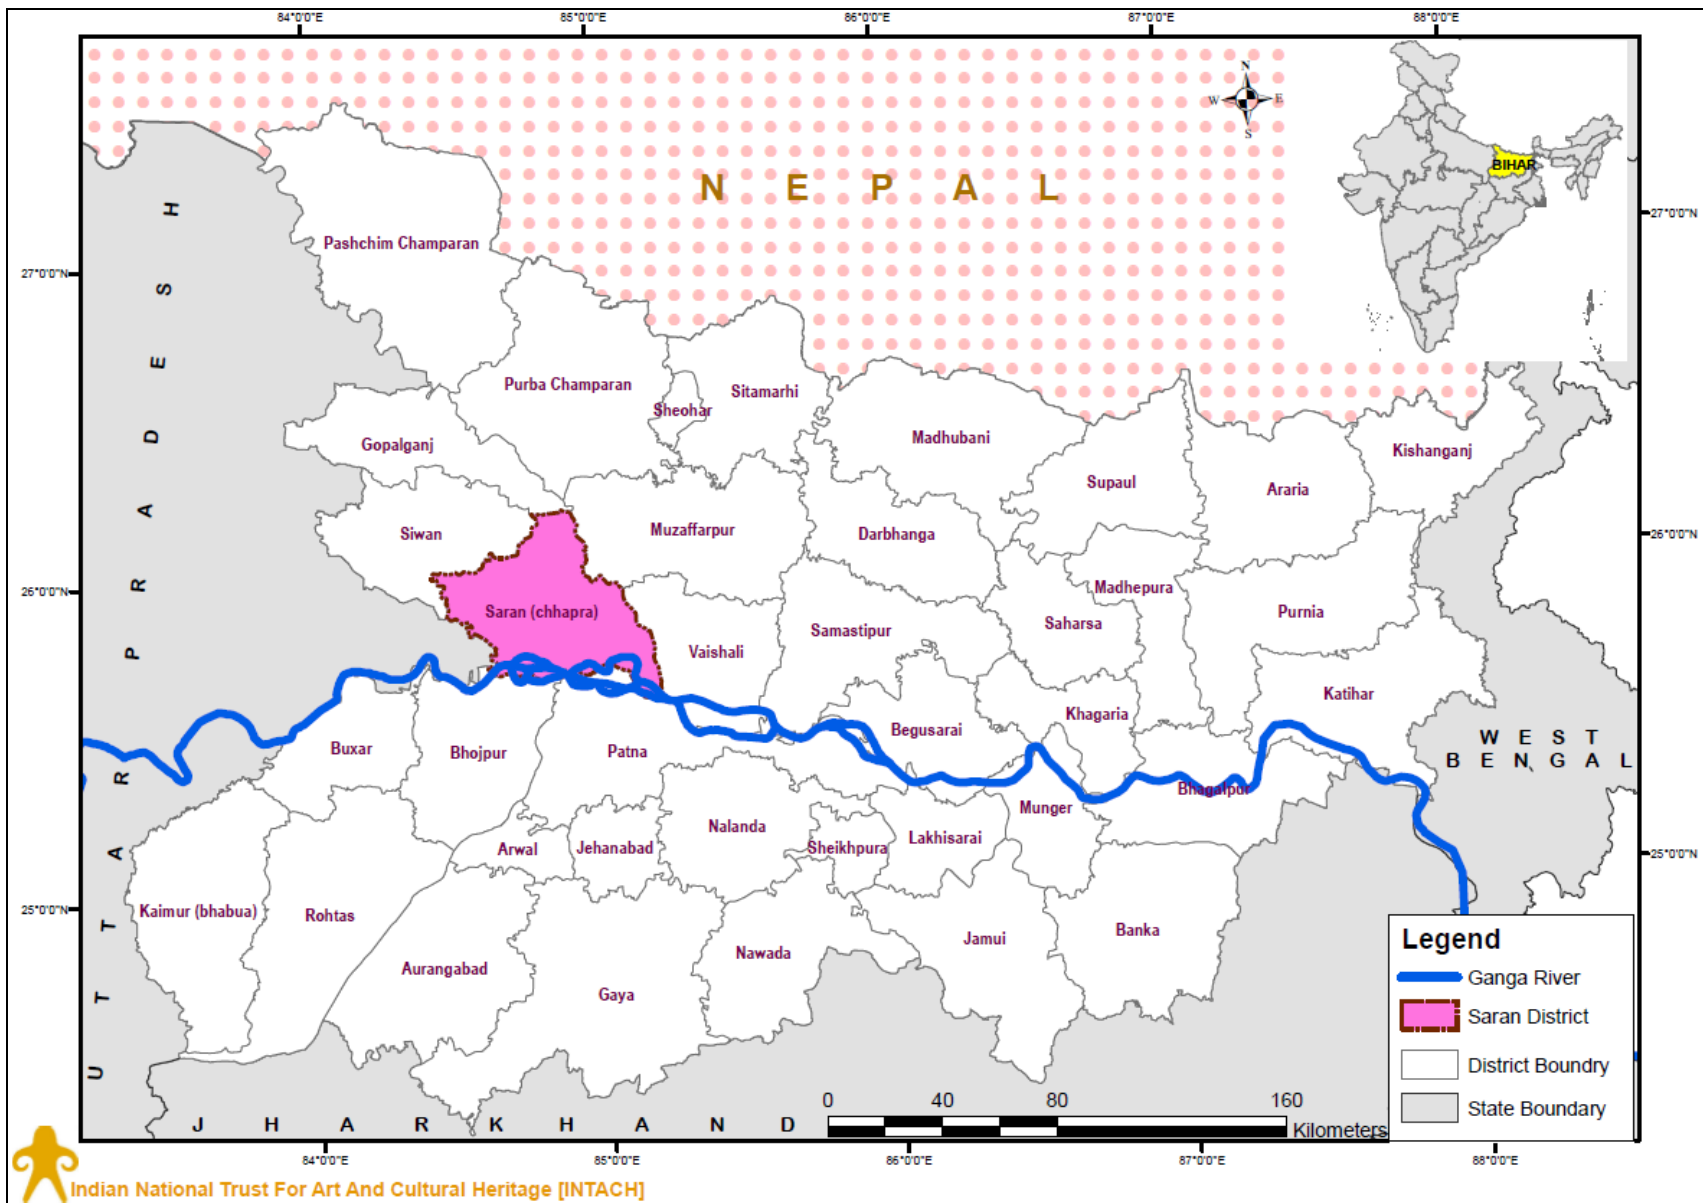 84°0'0"E 85°0'0"E 86°0'0"E 87°0'0"E 88°0'0"E
N
W E
S
BIHAR
N E P A L
27°0'0"N
27°0'0"N
Pashchim Champaran
Purba Champaran
Sheohar
Sitamarhi
Gopalganj
Madhubani
Kishanganj
Supaul
Araria
Siwan
Muzaffarpur
Darbhanga
26°0'0"N
26°0'0"N
Madhepura
Saran (chhapra)
Saharsa
Purnia
Samastipur
Vaishali
Katihar
Khagaria
Begusarai
Buxar
Bhojpur
Patna
WEST
BENGAL
Bhagalpur
Munger
Nalanda
Lakhisarai
Sheikhpura
Arwal
Jehanabad
25°0'0"N
25°0'0"N
Kaimur (bhabua)
Rohtas
Banka
Jamui
Nawada
Aurangabad
Gaya
UTTAR PRADESH
JHARKHAND
Legend
Ganga River
Saran District
District Boundry
State Boundary
0 40 80 160
Kilometers
84°0'0"E 85°0'0"E 86°0'0"E 87°0'0"E 88°0'0"E
Indian National Trust For Art And Cultural Heritage [INTACH]